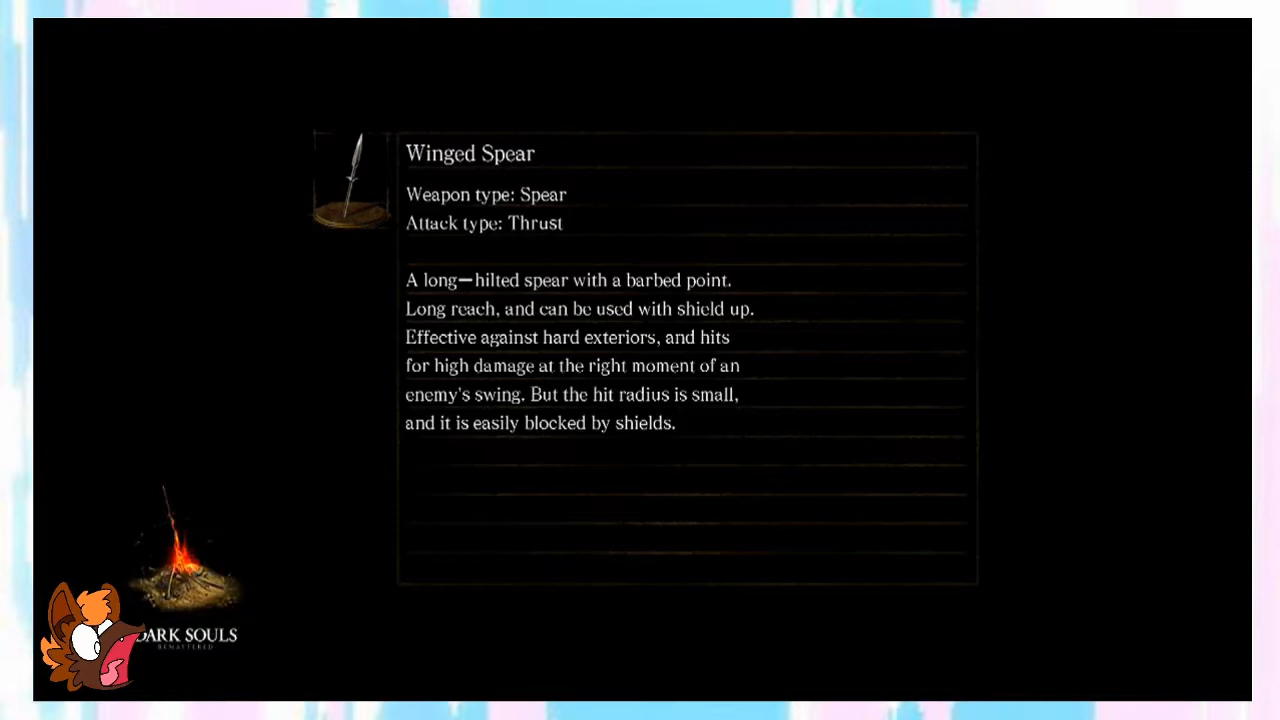 Winged Spear
Weapon type: Spear
Attack type: Thrust
A long—hilted spear with a barbed point.
Long reach, and can be used with shield up.
Effective against hard exteriors, and hits
for high damage at the right moment of an
enemy's swing. But the hit radius is small,
and it is easily blocked by shields.
DARK SOULS
REMASTERED